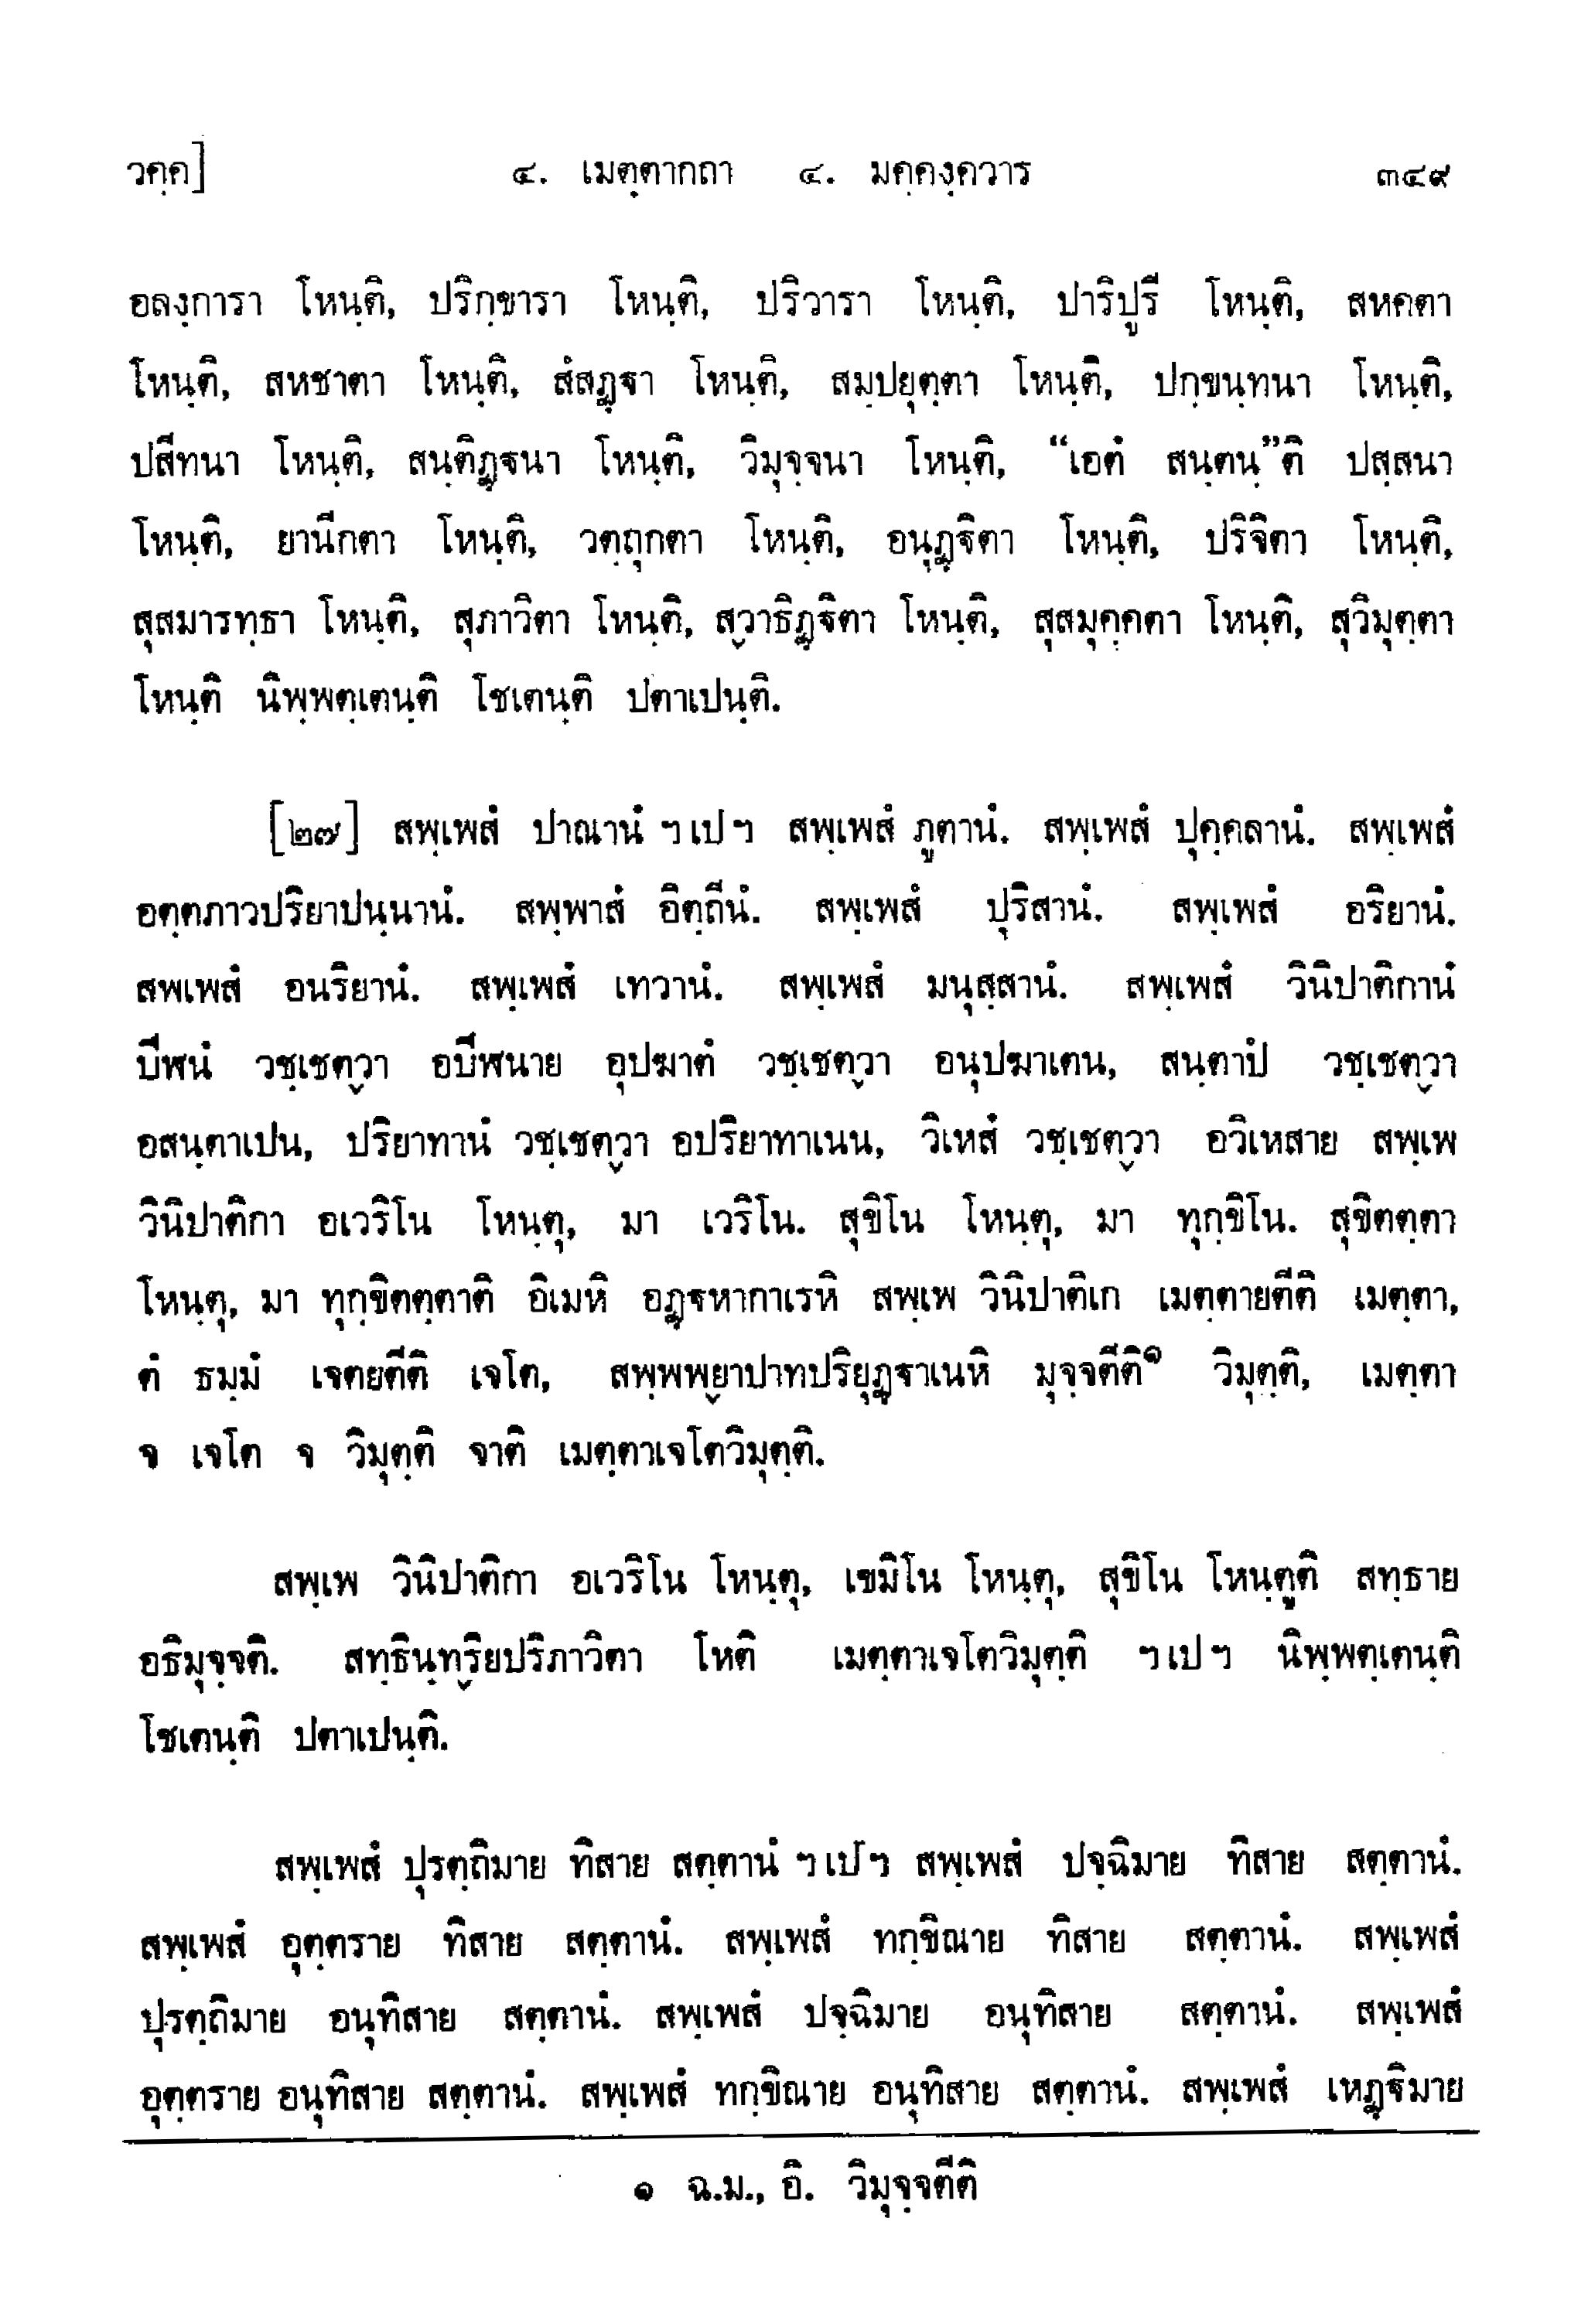 วคฺค] ๔. เมตฺตากถา ๔. มคฺคงฺควาร ๓๔๙
อลงฺการา โหนฺติ, ปริกฺขารา โหนฺติ, ปริวารา โหนฺติ, ปาริปูรี โหนฺติ, สหคตา
โหนฺติ, สหชาตา โหนฺติ, สํสฏฺฐา โหนฺติ, สมฺปยุตฺตา โหนฺติ, ปกฺขนฺทนา โหนฺติ,
ปสีทนา โหนฺติ, สนฺติฏฺฐนา โหนฺติ, วิมุจฺจนา โหนฺติ, “เอตํ สนฺตนฺ”ติ ปสฺสนา
โหนฺติ, ยานีกตา โหนฺติ, วตฺถุกตา โหนฺติ, อนุฏฺฐิตา โหนฺติ, ปริจิตา โหนฺติ,
สุสมารทฺธา โหนฺติ, สุภาวิตา โหนฺติ, สฺวาธิฏฺฐิตา โหนฺติ, สุสมุคฺคตา โหนฺติ, สุวิมุตฺตา
โหนฺติ นิพฺพตฺเตนฺติ โชเตนฺติ ปตาเปนฺติ.
[๒๗] สพฺเพสํ ปาณานํ ฯเปฯ สพฺเพสํ ภูตานํ. สพฺเพสํ ปุคฺคลานํ. สพฺเพสํ
อตฺตภาวปริยาปนฺนานํ. สพฺพาสํ อิตฺถีนํ. สพฺเพสํ ปุริสานํ. สพฺเพสํ อริยานํ.
สพเพสํ อนริยานํ. สพฺเพสํ เทวานํ. สพฺเพสํ มนุสฺสานํ. สพฺเพสํ วินิปาติกานํ
ปีฬนํ วชฺเชตฺวา อปีฬนาย อุปฆาตํ วชฺเชตฺวา อนุปฆาเตน, สนฺตาปํ วชฺเชตฺวา
อสนฺตาเปน, ปริยาทานํ วชฺเชตฺวา อปริยาทาเนน, วิเหสํ วชฺเชตฺวา อวิเหสาย สพฺเพ
วินิปาติกา อเวริโน โหนฺตุ, มา เวริโน. สุขิโน โหนฺตุ, มา ทุกฺขิโน. สุขิตตฺตา
โหนฺตุ, มา ทุกฺขิตตฺตาติ อิเมหิ อฏฺฐหากาเรหิ สพฺเพ วินิปาติเก เมตฺตายตีติ เมตฺตา,
ตํ ธมฺมํ เจตยตีติ เจโต, สพฺพพฺยาปาทปริยุฏฺฐาเนหิ มุจฺจตีติ๑ วิมุตฺติ, เมตฺตา
จ เจโต จ วิมุตฺติ จาติ เมตฺตาเจโตวิมุตฺติ.
สพฺเพ วินิปาติกา อเวริโน โหนฺตุ, เขมิโน โหนฺตุ, สุขิโน โหนฺตูติ สทฺธาย
อธิมุจฺจติ. สทฺธินฺทฺริยปริภาวิตา โหติ เมตฺตาเจโตวิมุตฺติ ฯเปฯ นิพฺพตฺเตนฺติ
โชเตนฺติ ปตาเปนฺติ.
สพฺเพสํ ปุรตฺถิมาย ทิสาย สตฺตานํ ฯเปฯ สพฺเพสํ ปจฺฉิมาย ทิสาย สตฺตานํ.
สพฺเพสํ อุตฺตราย ทิสาย สตฺตานํ. สพฺเพสํ ทกฺขิณาย ทิสาย สตฺตานํ. สพฺเพสํ
ปุรตฺถิมาย อนุทิสาย สตฺตานํ. สพฺเพสํ ปจฺฉิมาย อนุทิสาย สตฺตานํ. สพฺเพสํ
อุตฺตราย อนุทิสาย สตฺตานํ. สพฺเพสํ ทกฺขิณาย อนุทิสาย สตฺตานํ. สพฺเพสํ เหฏฺฐิมาย
๑ ฉ.ม., อิ. วิมุจฺจตีติ